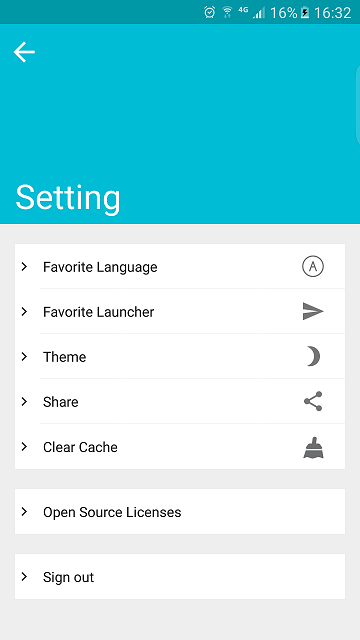 4G 16% 16:32
Setting
Favorite Language A
Favorite Launcher
Theme
Share
Clear Cache
Open Source Licenses
Sign out